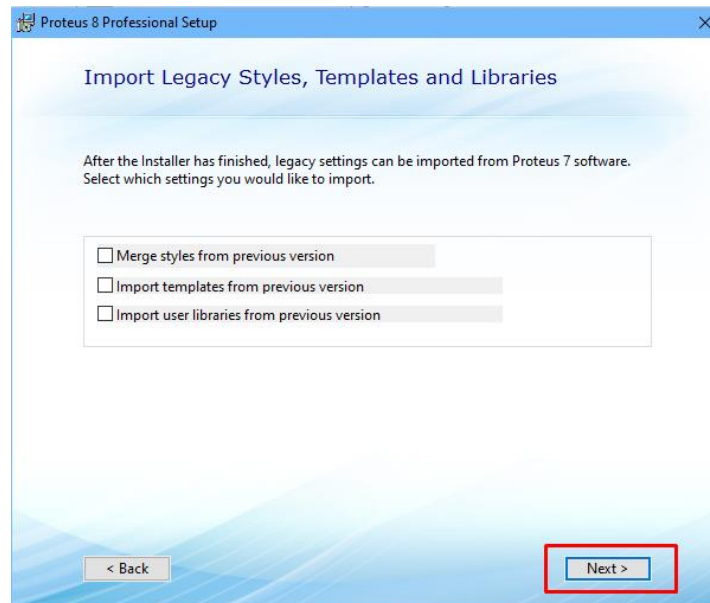 Proteus 8 Professional Setup
Import Legacy Styles, Templates and Libraries
After the Installer has finished, legacy settings can be imported from Proteus 7 software.
Select which settings you would like to import.
Merge styles from previous version
Import templates from previous version
Import user libraries from previous version
< Back
Next >